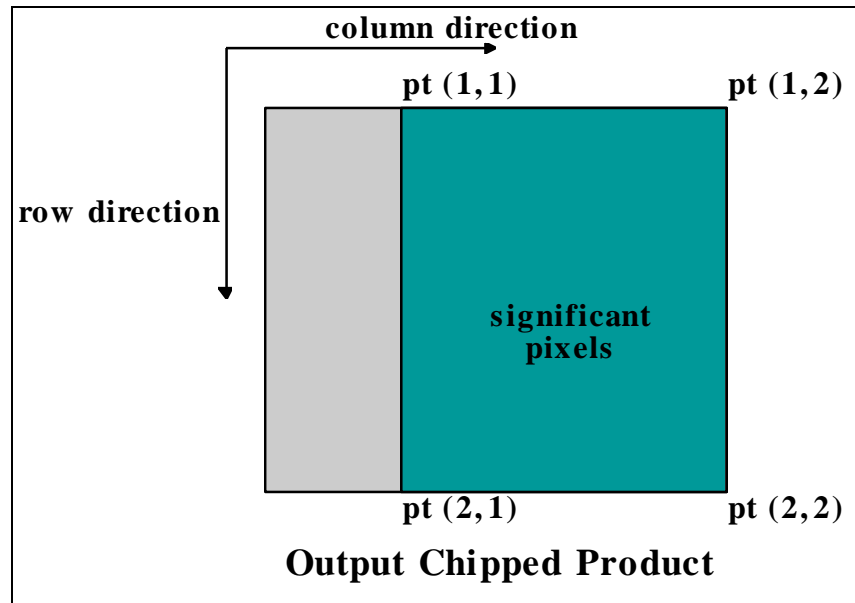 column direction
pt (1,1)
pt (1,2)
row direction
significant
pixels
pt (2,1)
pt (2,2)
Output Chipped Product